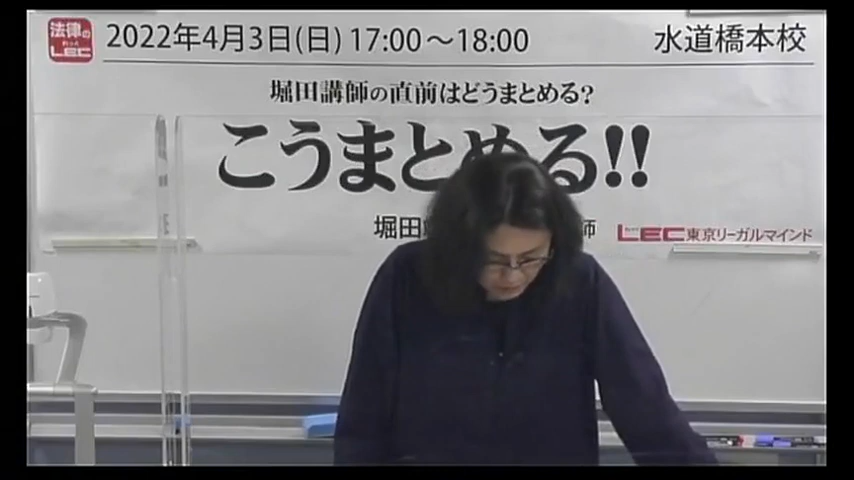 法律の LEC 2022年4月3日(日) 17:00～18:00 水道橋本校
堀田講師の直前はどうまとめる?
こうまとめる!!
堀田 師 LEC東京リーガルマインド